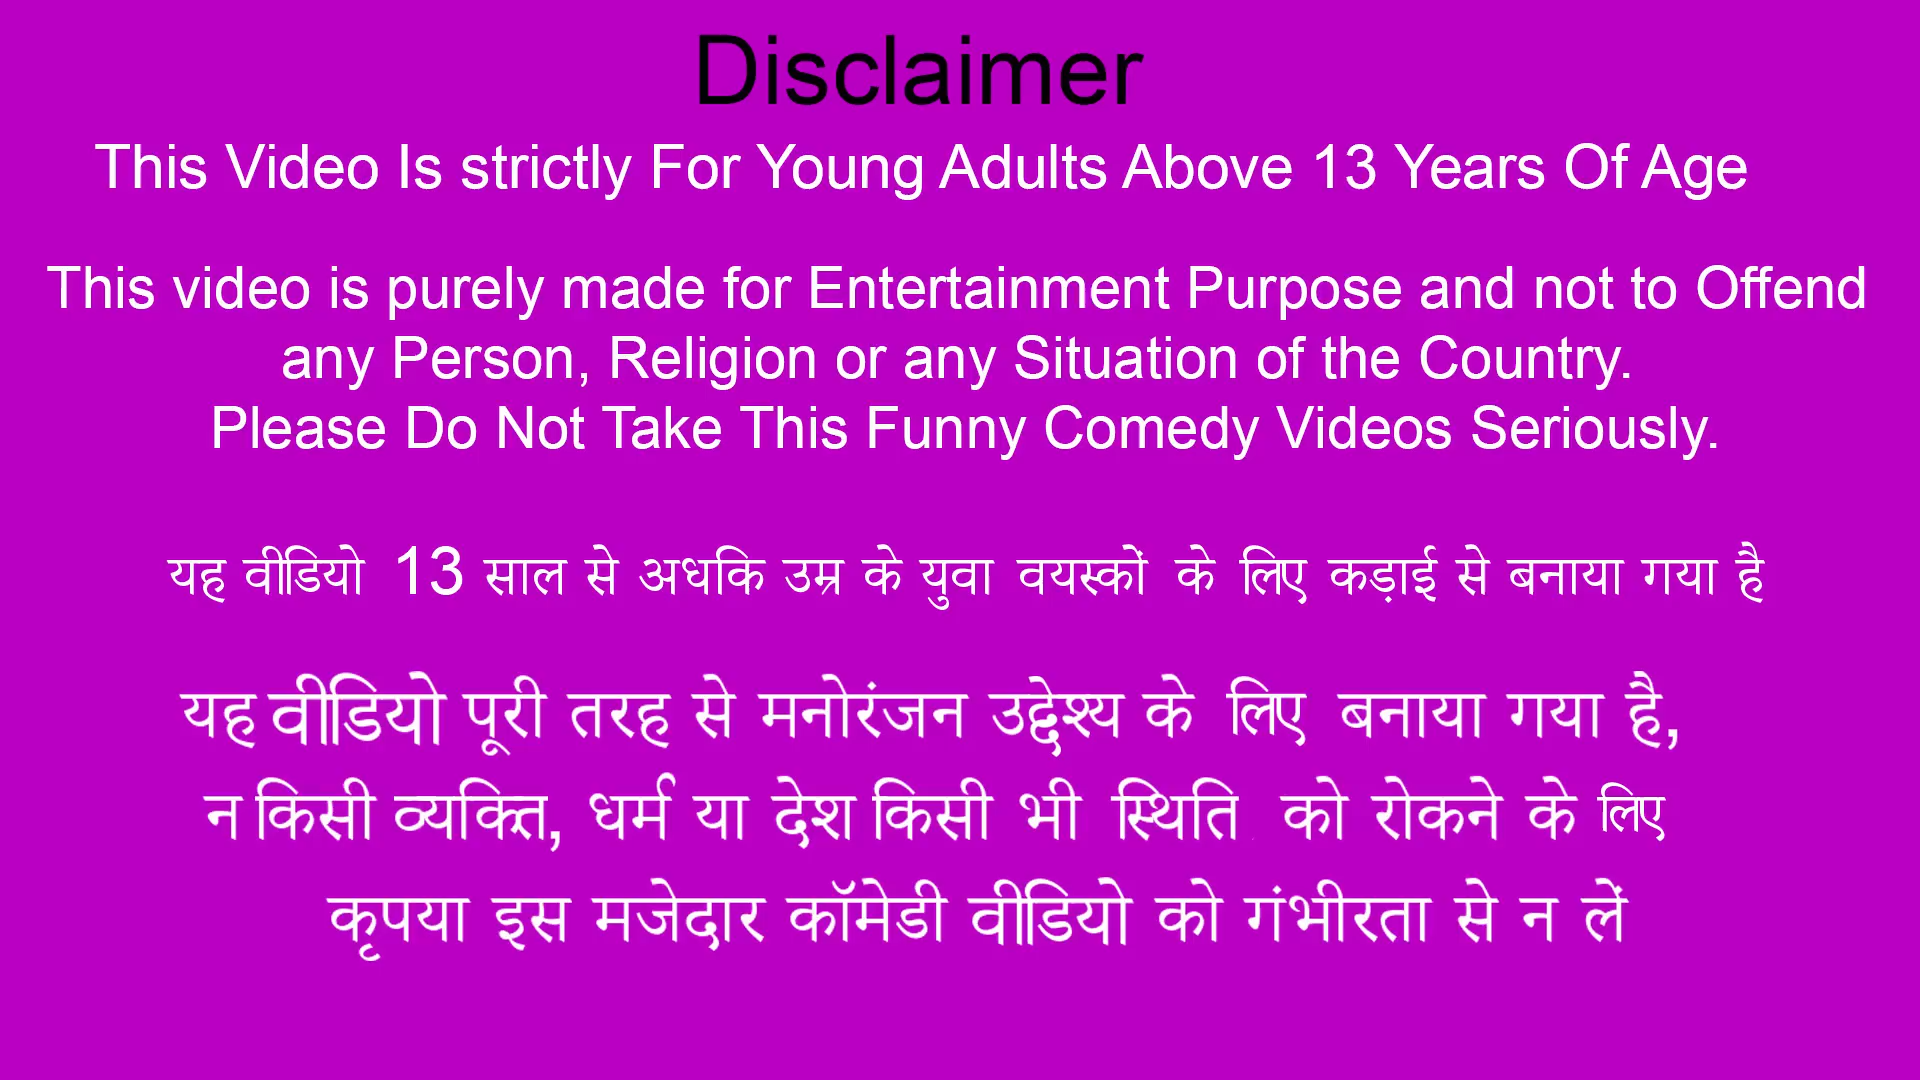 Disclaimer
This Video Is strictly For Young Adults Above 13 Years Of Age
This video is purely made for Entertainment Purpose and not to Offend
any Person, Religion or any Situation of the Country.
Please Do Not Take This Funny Comedy Videos Seriously.
यह वीडियो 13 साल से अधकि उम्र के युवा वयस्कों के लिए कड़ाई से बनाया गया है
यह वीडियो पूरी तरह से मनोरंजन उद्देश्य के लिए बनाया गया है,
न किसी व्यक्ति, धर्म या देश किसी भी स्थिति को रोकने के लिए
कृपया इस मजेदार कॉमेडी वीडियो को गंभीरता से न लें